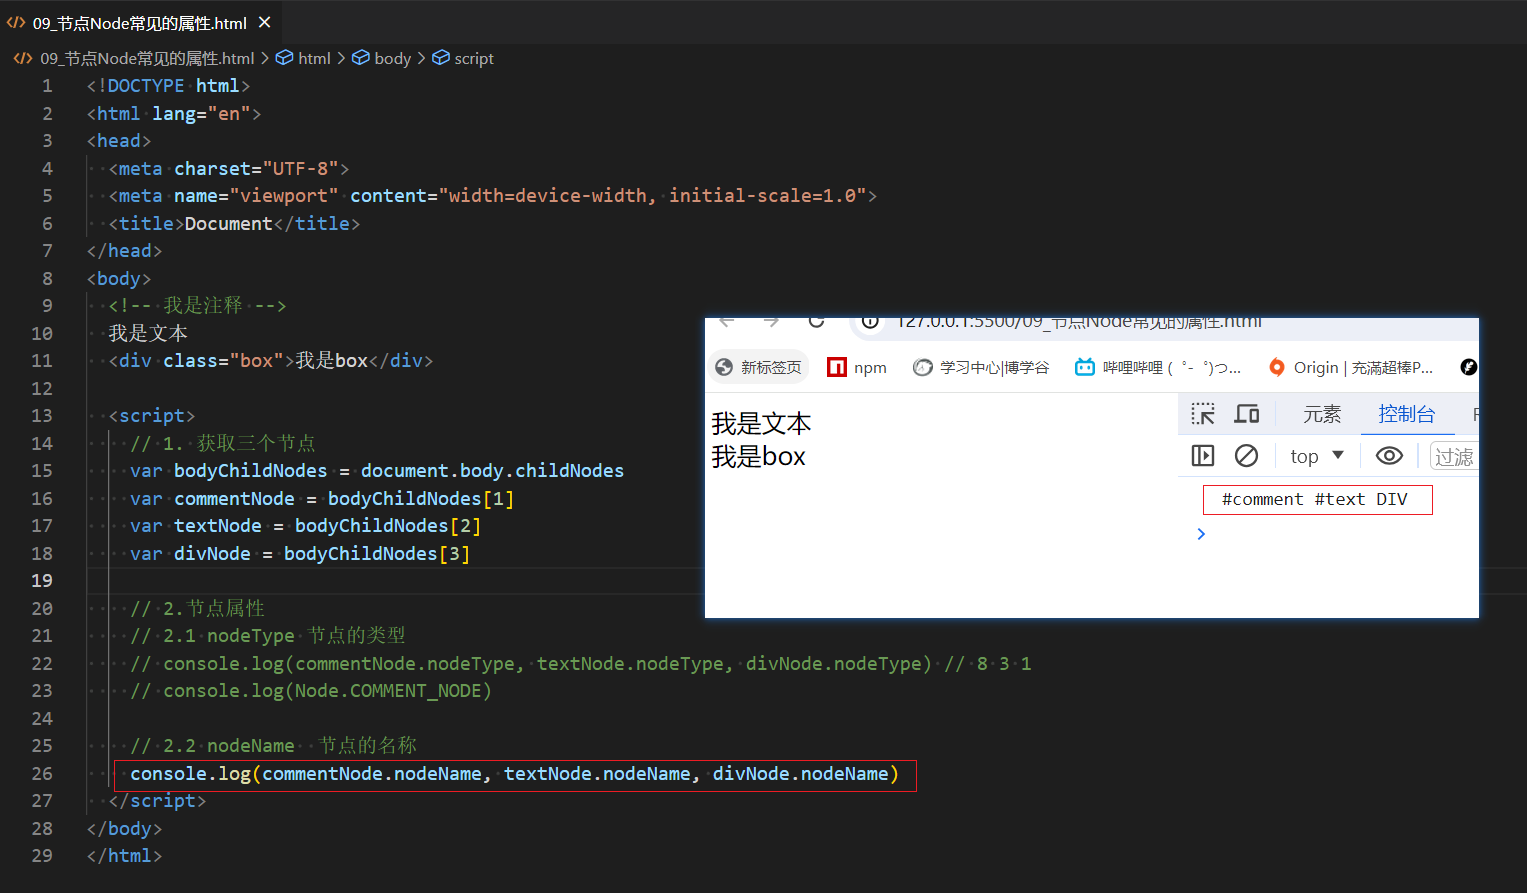 09_节点Node常见的属性.html
09_节点Node常见的属性.html > html > body > script
1 <!DOCTYPE html>
2 <html lang="en">
3 <head>
4 <meta charset="UTF-8">
5 <meta name="viewport" content="width=device-width, initial-scale=1.0">
6 <title>Document</title>
7 </head>
8 <body>
9 <!-- 我是注释 -->
10 我是文本
11 <div class="box">我是box</div>
12
13 <script>
14 // 1. 获取三个节点
15 var bodyChildNodes = document.body.childNodes
16 var commentNode = bodyChildNodes[1]
17 var textNode = bodyChildNodes[2]
18 var divNode = bodyChildNodes[3]
19
20 // 2.节点属性
21 // 2.1 nodeType 节点的类型
22 // console.log(commentNode.nodeType, textNode.nodeType, divNode.nodeType) // 8 3 1
23 // console.log(Node.COMMENT_NODE)
24
25 // 2.2 nodeName  节点的名称
26 console.log(commentNode.nodeName, textNode.nodeName, divNode.nodeName)
27 </script>
28 </body>
29 </html>
127.0.0.1:5500/09_节点Node常见的属性.html
新标签页 npm 学习中心|博学谷 哔哩哔哩 (゜-゜)つ... Origin | 充滿超棒P...
我是文本
我是box
元素 控制台
top 过滤
#comment #text DIV